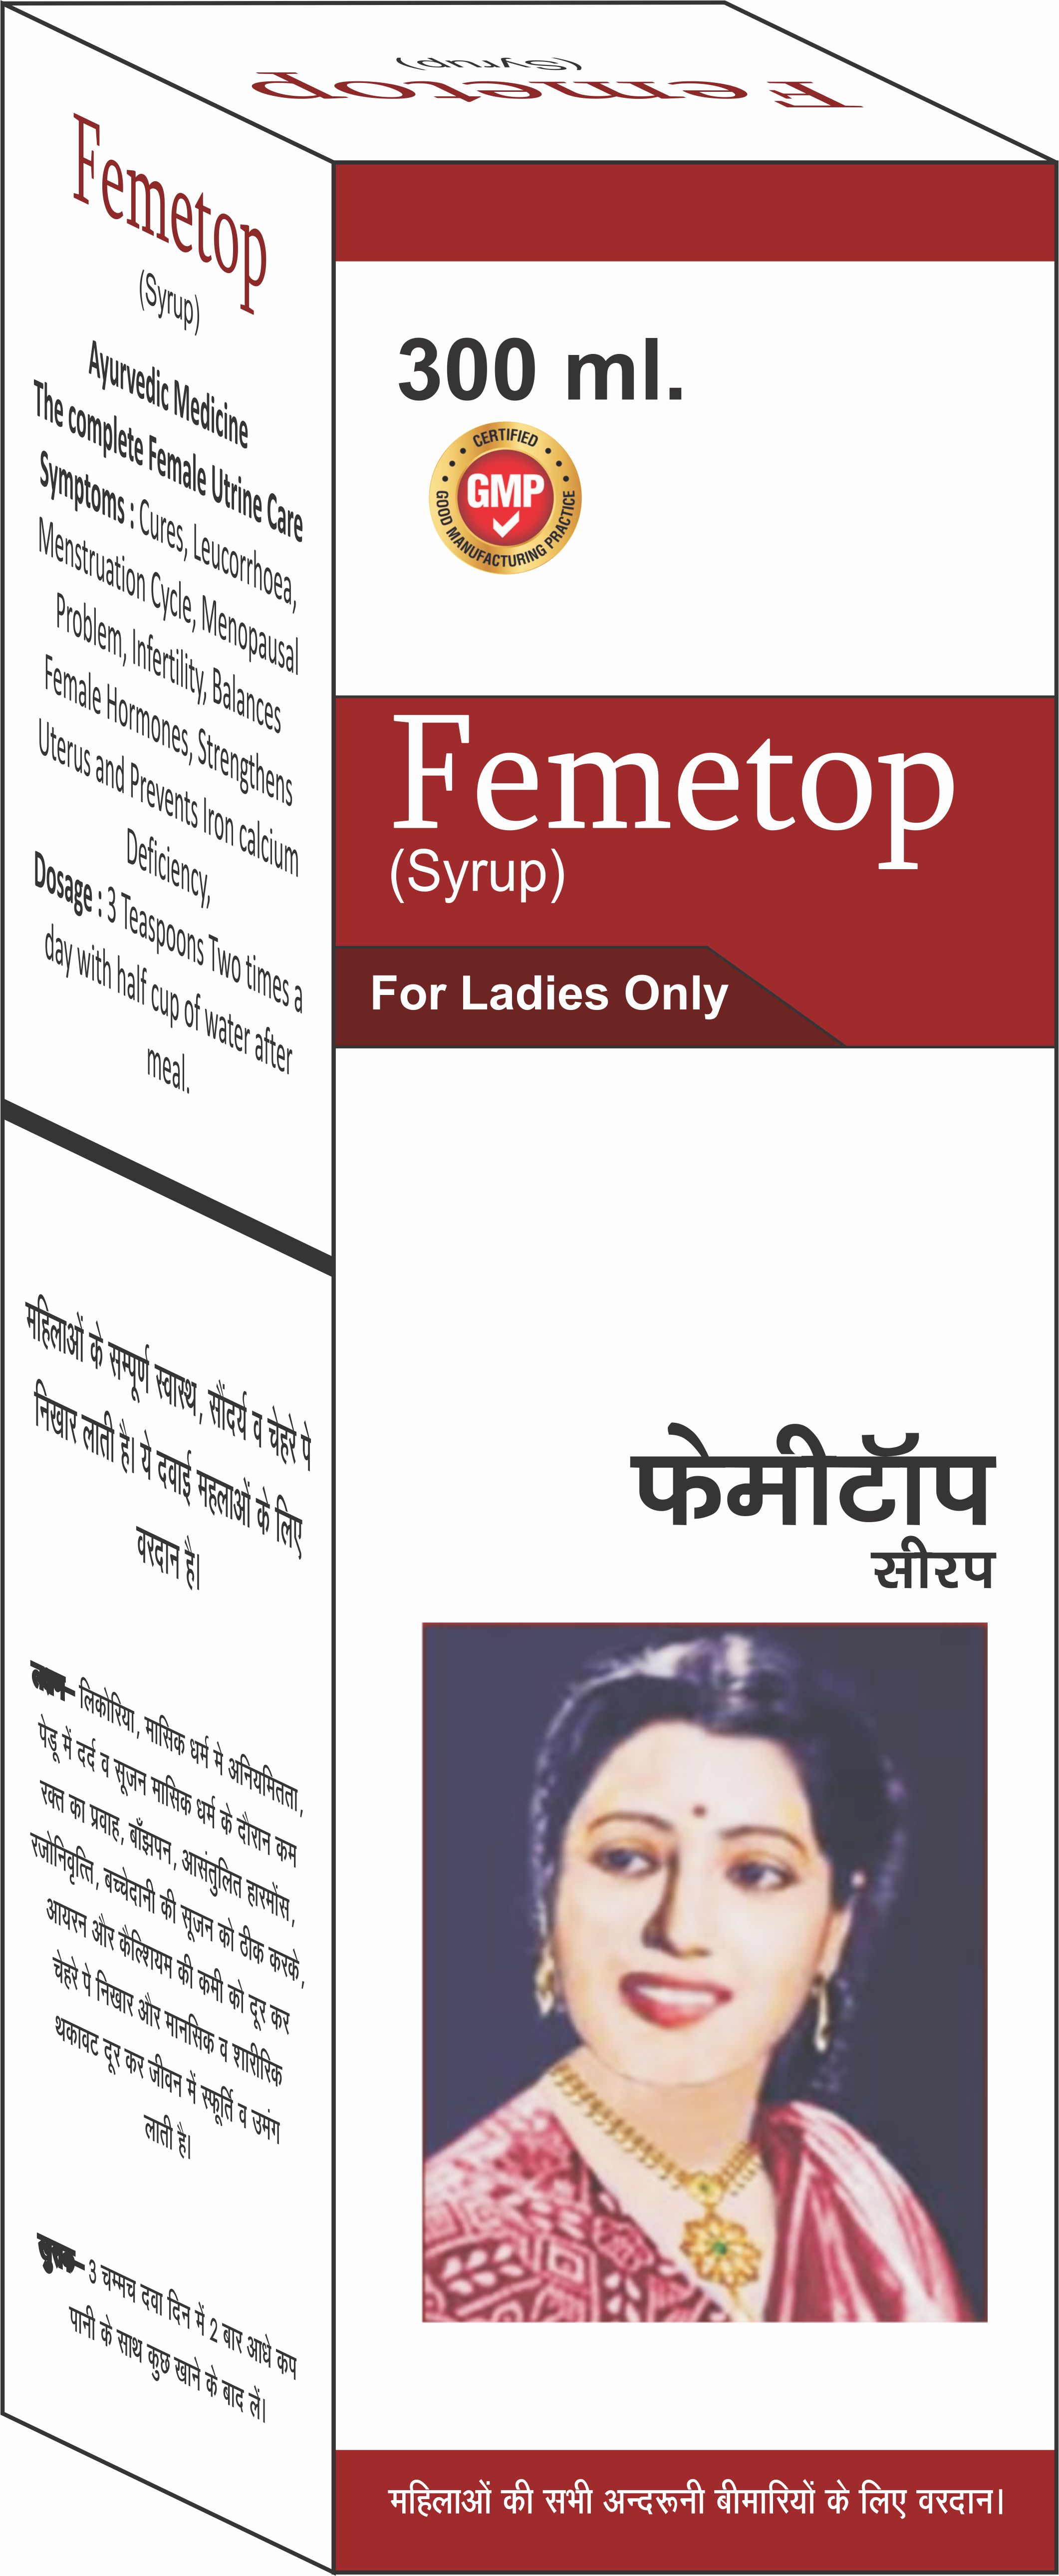 Femetop
(Syrup)
Femetop
(Syrup)
Ayurvedic Medicine
The complete Female Utrine Care
Symptoms : Cures, Leucorrhoea,
Menstruation Cycle, Menopausal
Problem, Infertility, Balances
Female Hormones, Strengthens
Uterus and Prevents Iron calcium
Deficiency,
Dosage : 3 Teaspoons Two times a
day with half cup of water after
meal.
महिलाओं के सम्पूर्ण स्वास्थ, सौंदर्य व चेहरे पे
निखार लाती है। ये दवाई महलाओं के लिए
वरदान है।
लक्षण– लिकोरिया, मासिक धर्म मे अनियमितता,
पेडू में दर्द व सूजन मासिक धर्म के दौरान कम
रक्त का प्रवाह, बाँझपन, आसंतुलित हारमोंस,
रजोनिवृत्ति, बच्चेदानी की सूजन को ठीक करके,
आयरन और कैल्शियम की कमी को दूर कर
चेहरे पे निखार और मानसिक व शारीरिक
थकावट दूर कर जीवन में स्फूर्ति व उमंग
लाती है।
खुराक– 3 चम्मच दवा दिन में 2 बार आधे कप
पानी के साथ कुछ खाने के बाद लें।
300 ml.
CERTIFIED
GMP
GOOD MANUFACTURING PRACTICE
Femetop
(Syrup)
For Ladies Only
फेमीटॉप
सीरप
महिलाओं की सभी अन्दरूनी बीमारियों के लिए वरदान।